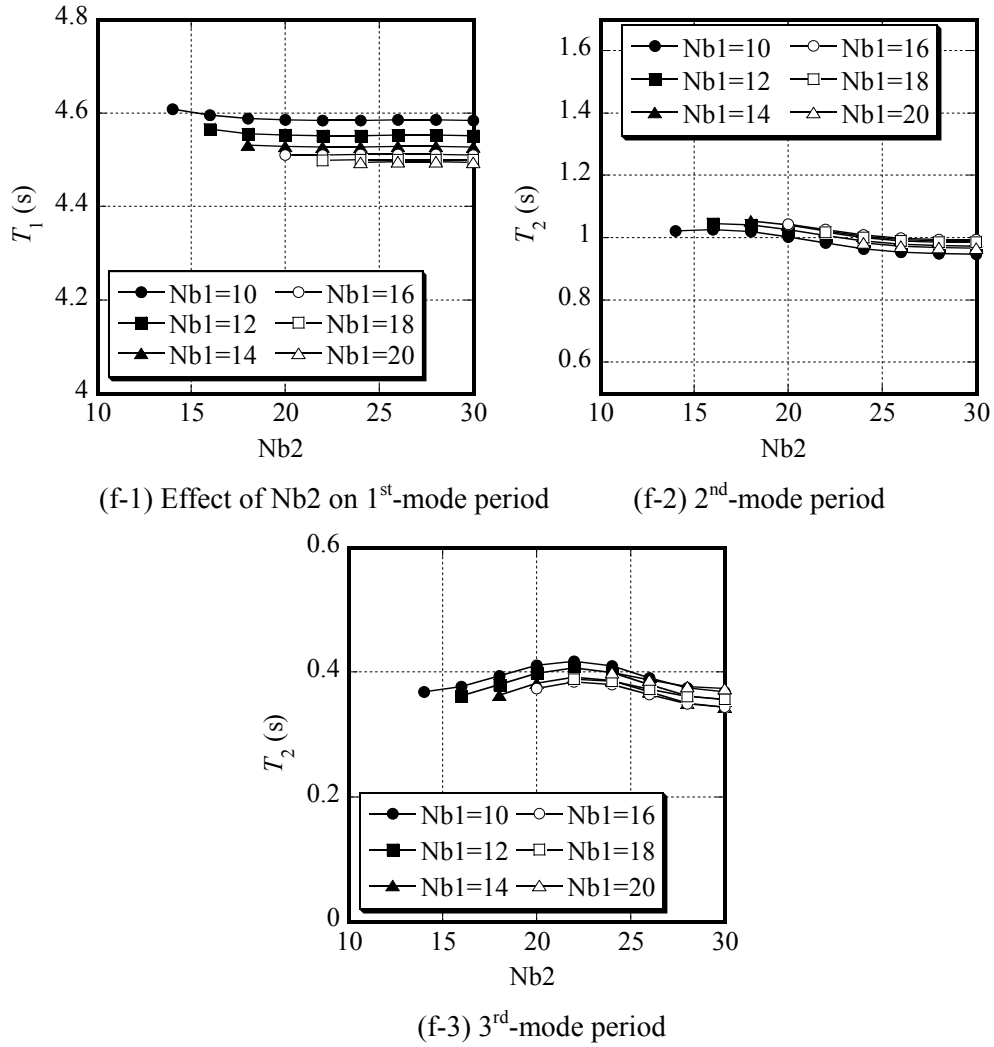 4.8
4.6
4.4
4.2
4
T1 (s)
Nb1=10 Nb1=16
Nb1=12 Nb1=18
Nb1=14 Nb1=20
10 15 20 25 30
Nb2
(f-1) Effect of Nb2 on 1st-mode period
1.6
1.4
1.2
1
0.8
0.6
T2 (s)
Nb1=10 Nb1=16
Nb1=12 Nb1=18
Nb1=14 Nb1=20
10 15 20 25 30
Nb2
(f-2) 2nd-mode period
0.6
0.4
0.2
0
T2 (s)
Nb1=10 Nb1=16
Nb1=12 Nb1=18
Nb1=14 Nb1=20
10 15 20 25 30
Nb2
(f-3) 3rd-mode period